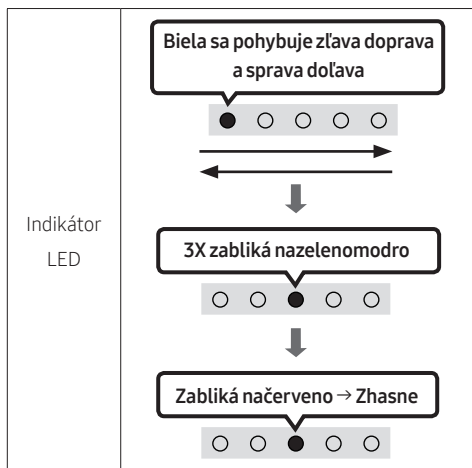 Biela sa pohybuje zľava doprava
a sprava doľava
Indikátor
LED
3X zabliká nazelenomodro
Zabliká načerveno → Zhasne